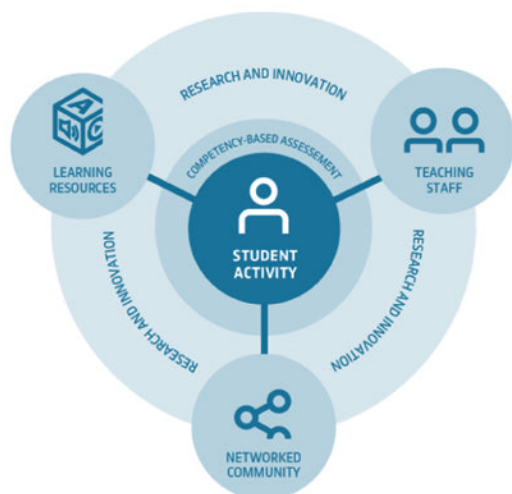 RESEARCH AND INNOVATION
COMPETENCY-BASED ASSESSEMENT
LEARNING
RESOURCES
TEACHING
STAFF
STUDENT
ACTIVITY
RESEARCH AND INNOVATION
RESEARCH AND INNOVATION
NETWORKED
COMMUNITY